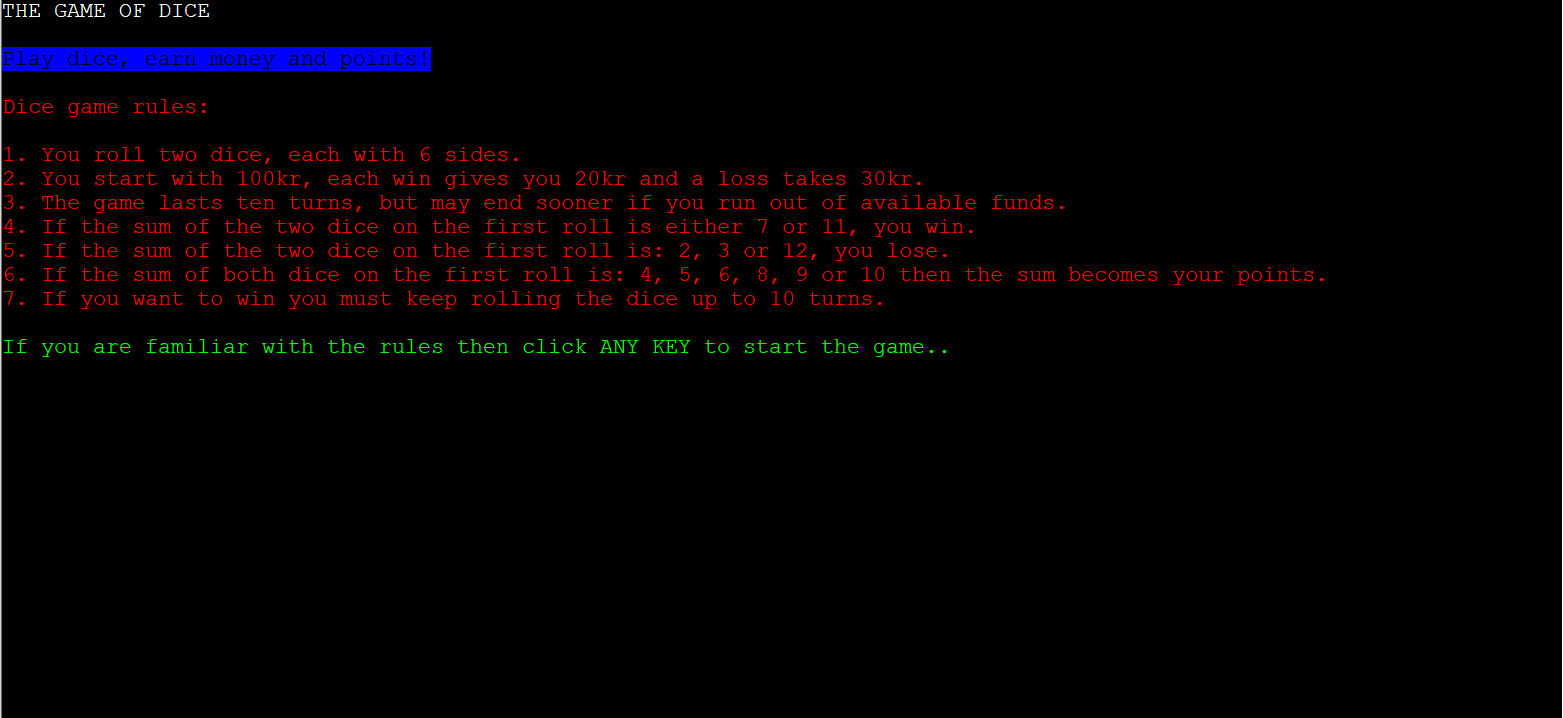 THE GAME OF DICE
Play dice, earn money and points!
Dice game rules:
1. You roll two dice, each with 6 sides.
2. You start with 100kr, each win gives you 20kr and a loss takes 30kr.
3. The game lasts ten turns, but may end sooner if you run out of available funds.
4. If the sum of the two dice on the first roll is either 7 or 11, you win.
5. If the sum of the two dice on the first roll is: 2, 3 or 12, you lose.
6. If the sum of both dice on the first roll is: 4, 5, 6, 8, 9 or 10 then the sum becomes your points.
7. If you want to win you must keep rolling the dice up to 10 turns.
If you are familiar with the rules then click ANY KEY to start the game..